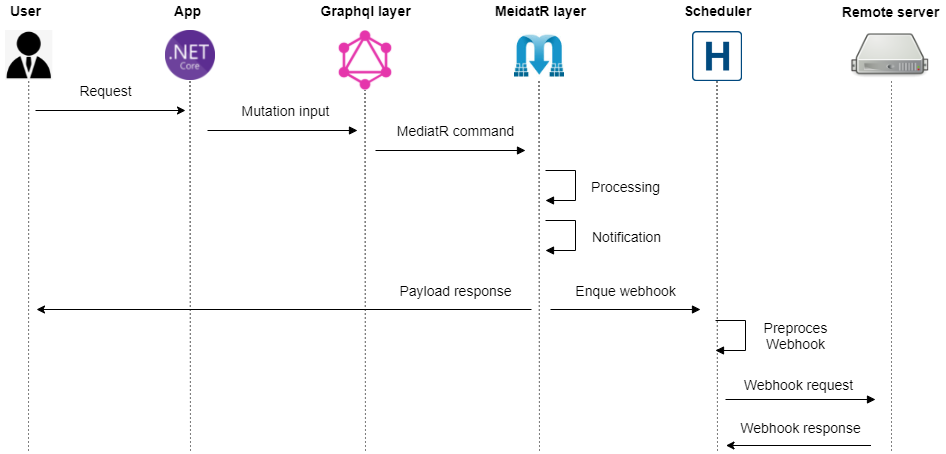 User
App
Graphql layer
MeidatR layer
Scheduler
Remote server
.NET
Core
H
Request
Mutation input
MediatR command
Processing
Notification
Payload response
Enque webhook
Preproces
Webhook
Webhook request
Webhook response